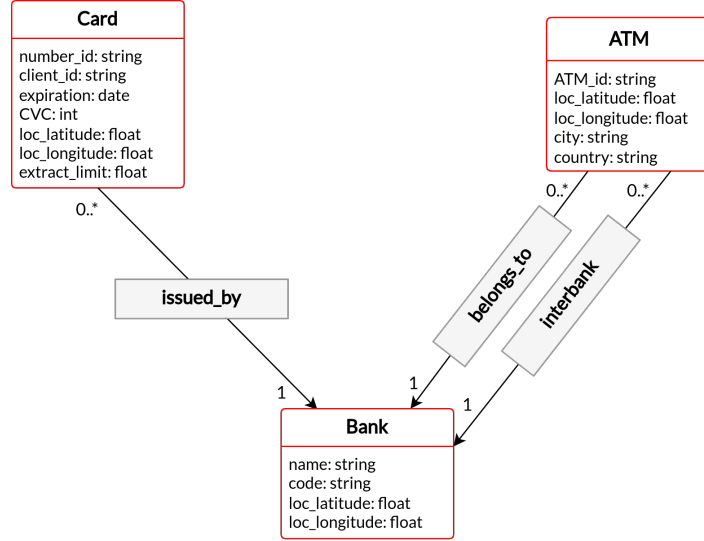 Card
number_id: string
client_id: string
expiration: date
CVC: int
loc_latitude: float
loc_longitude: float
extract_limit: float
ATM
ATM_id: string
loc_latitude: float
loc_longitude: float
city: string
country: string
0..*
0..*
0..*
belongs_to
interbank
issued_by
1
1
1
Bank
name: string
code: string
loc_latitude: float
loc_longitude: float